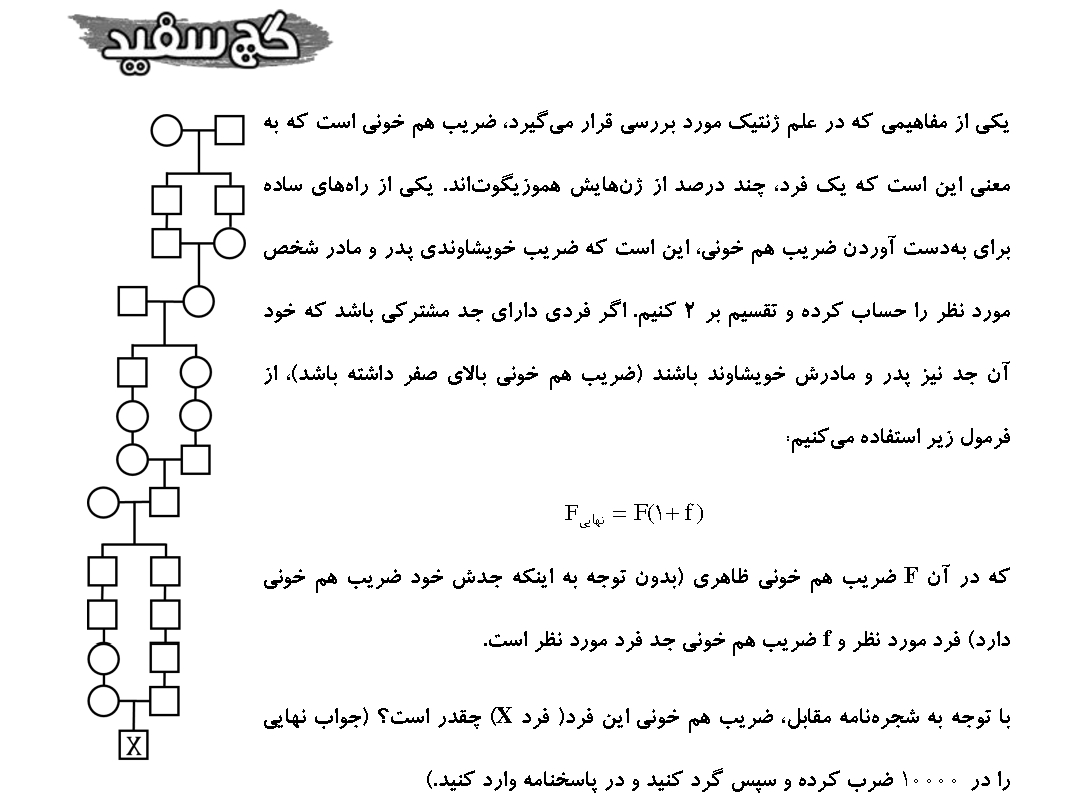 گچ سفید
یکی از مفاهیمی که در علم ژنتیک مورد بررسی قرار می‌گیرد، ضریب هم خونی است که به
معنی این است که یک فرد، چند درصد از ژن‌هایش هموزیگوت‌اند. یکی از راه‌های ساده
برای به‌دست آوردن ضریب هم خونی، این است که ضریب خویشاوندی پدر و مادر شخص
مورد نظر را حساب کرده و تقسیم بر ۲ کنیم. اگر فردی دارای جد مشترکی باشد که خود
آن جد نیز پدر و مادرش خویشاوند باشند (ضریب هم خونی بالای صفر داشته باشد)، از
فرمول زیر استفاده می‌کنیم:
F نهایی = F(۱+ f )
که در آن F ضریب هم خونی ظاهری (بدون توجه به اینکه جدش خود ضریب هم خونی
دارد) فرد مورد نظر و f ضریب هم خونی جد فرد مورد نظر است.
با توجه به شجره‌نامه مقابل، ضریب هم خونی این فرد( فرد X) چقدر است؟ (جواب نهایی
را در ۱۰۰۰۰ ضرب کرده و سپس گرد کنید و در پاسخنامه وارد کنید.)
X